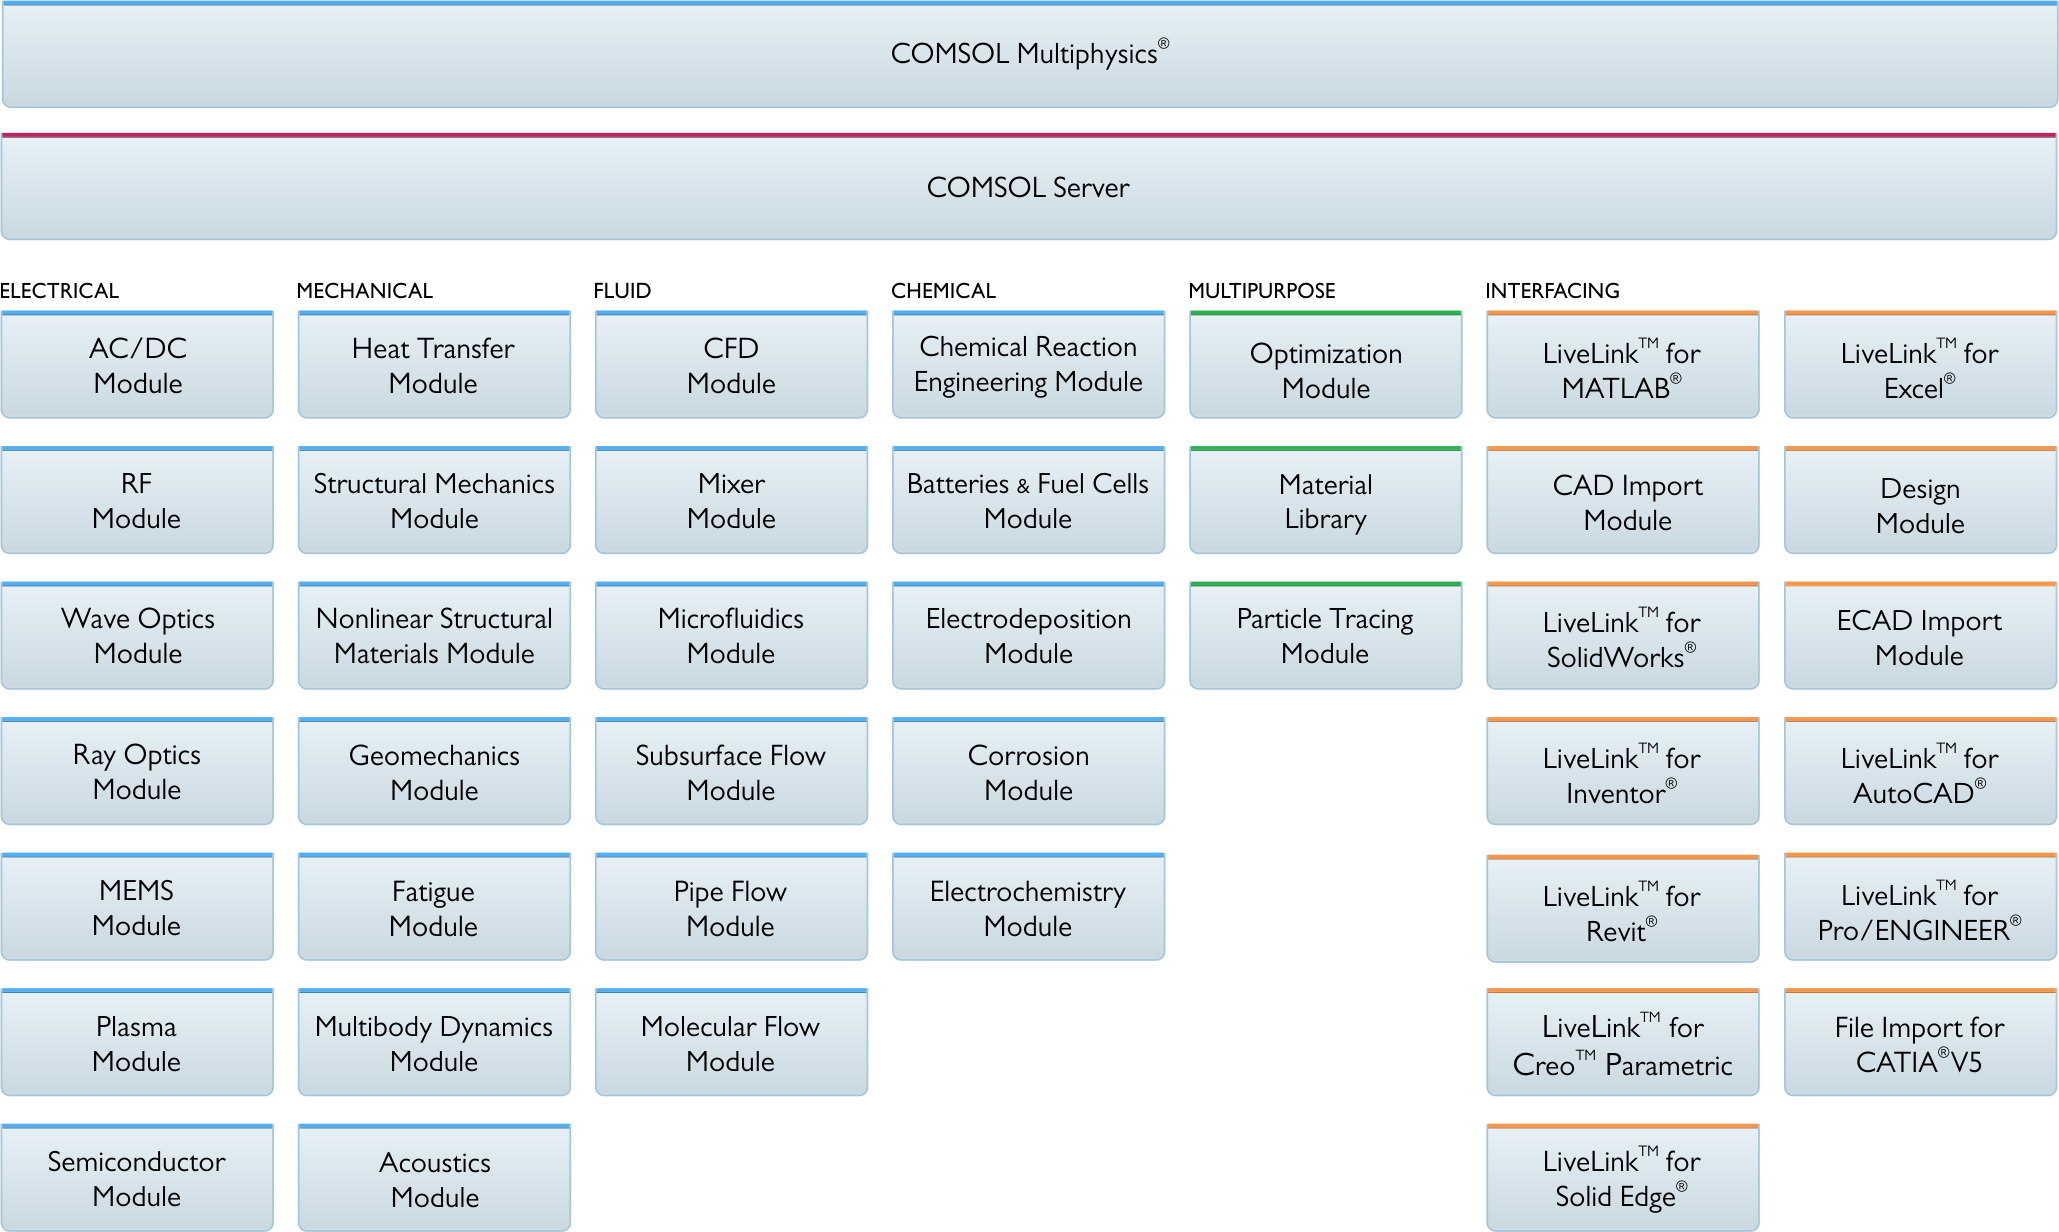 COMSOL Multiphysics®
COMSOL Server
ELECTRICAL
MECHANICAL
FLUID
CHEMICAL
MULTIPURPOSE
INTERFACING
AC/DC
Module
Heat Transfer
Module
CFD
Module
Chemical Reaction
Engineering Module
Optimization
Module
LiveLink™ for
MATLAB®
LiveLink™ for
Excel®
RF
Module
Structural Mechanics
Module
Mixer
Module
Batteries & Fuel Cells
Module
Material
Library
CAD Import
Module
Design
Module
Wave Optics
Module
Nonlinear Structural
Materials Module
Microfluidics
Module
Electrodeposition
Module
Particle Tracing
Module
LiveLink™ for
SolidWorks®
ECAD Import
Module
Ray Optics
Module
Geomechanics
Module
Subsurface Flow
Module
Corrosion
Module
LiveLink™ for
Inventor®
LiveLink™ for
AutoCAD®
MEMS
Module
Fatigue
Module
Pipe Flow
Module
Electrochemistry
Module
LiveLink™ for
Revit®
LiveLink™ for
Pro/ENGINEER®
Plasma
Module
Multibody Dynamics
Module
Molecular Flow
Module
LiveLink™ for
Creo™ Parametric
File Import for
CATIA®V5
Semiconductor
Module
Acoustics
Module
LiveLink™ for
Solid Edge®